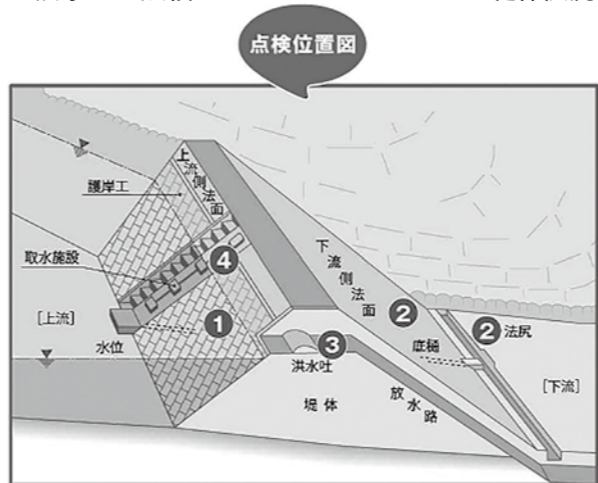 点検位置図
上流側法面
護岸工
取水施設
4
[上流]
1
水位
下流側法面
2
2
法尻
底樋
3
洪水吐
[下流]
堤体
放水路